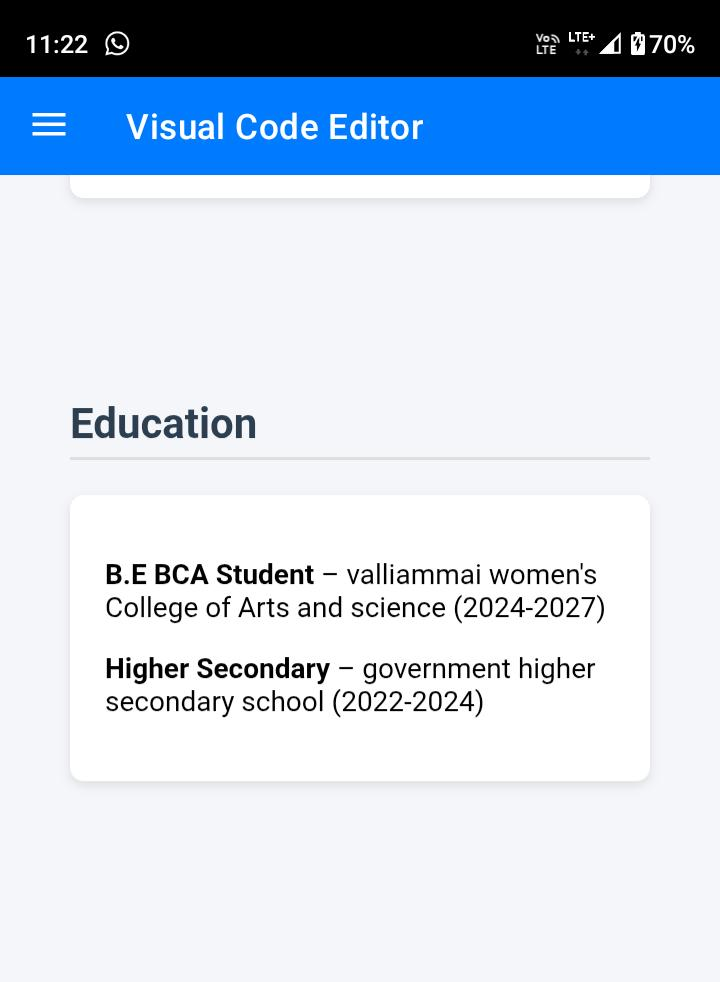 11:22
Vo LTE LTE+ 70%
Visual Code Editor
Education
B.E BCA Student – valliammai women's
College of Arts and science (2024-2027)
Higher Secondary – government higher
secondary school (2022-2024)